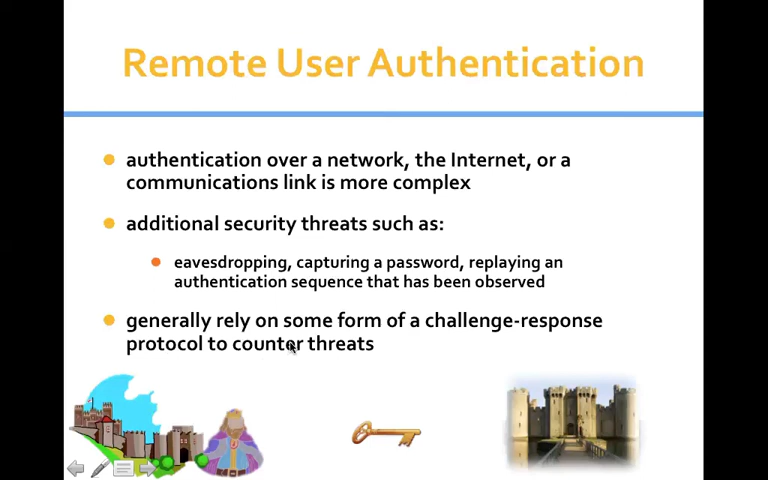 Remote User Authentication
authentication over a network, the Internet, or a
communications link is more complex
additional security threats such as:
eavesdropping, capturing a password, replaying an
authentication sequence that has been observed
generally rely on some form of a challenge-response
protocol to counter threats